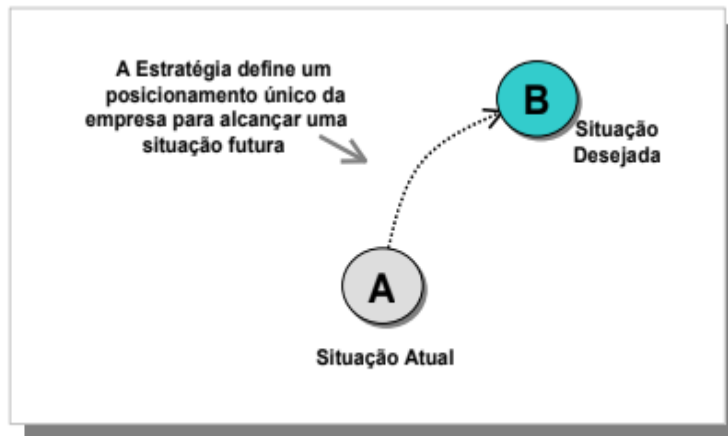 A Estratégia define um
posicionamento único da
empresa para alcançar uma
situação futura
B
Situação
Desejada
A
Situação Atual